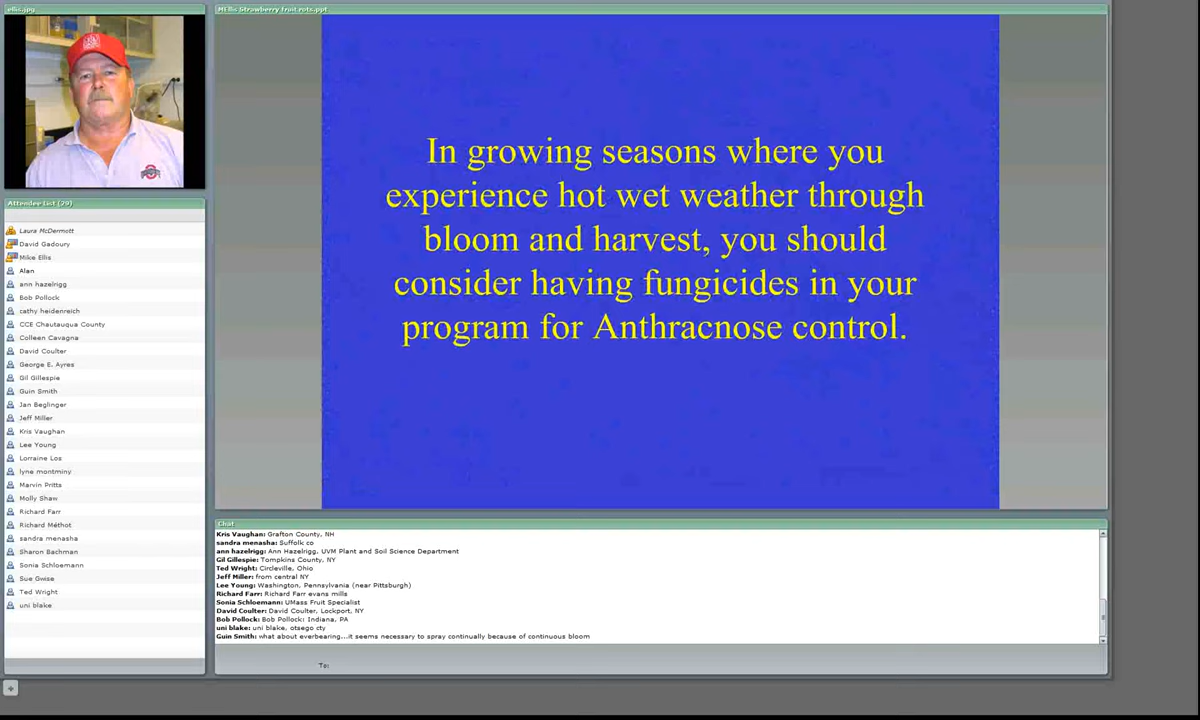 ellis.jpg
MEllis Strawberry fruit rots.ppt
In growing seasons where you
experience hot wet weather through
bloom and harvest, you should
consider having fungicides in your
program for Anthracnose control.
Attendee List (29)
Laura McDermott
David Gadoury
Mike Ellis
Alan
ann hazelrigg
Bob Pollock
cathy heidenreich
CCE Chautauqua County
Colleen Cavagna
David Coulter
George E. Ayres
Gil Gillespie
Guin Smith
Jan Beglinger
Jeff Miller
Kris Vaughan
Lee Young
Lorraine Los
lyne montminy
Marvin Pritts
Molly Shaw
Richard Farr
Richard Méthot
sandra menasha
Sharon Bachman
Sonia Schloemann
Sue Gwise
Ted Wright
uni blake
Chat
Kris Vaughan: Grafton County, NH
sandra menasha: Suffolk co
ann hazelrigg: Ann Hazelrigg, UVM Plant and Soil Science Department
Gil Gillespie: Tompkins County, NY
Ted Wright: Circleville, Ohio
Jeff Miller: from central NY
Lee Young: Washington, Pennsylvania (near Pittsburgh)
Richard Farr: Richard Farr evans mills
Sonia Schloemann: UMass Fruit Specialist
David Coulter: David Coulter, Lockport, NY
Bob Pollock: Bob Pollock: Indiana, PA
uni blake: uni blake, otsego cty
Guin Smith: what about everbearing...it seems necessary to spray continually because of continuous bloom
To: